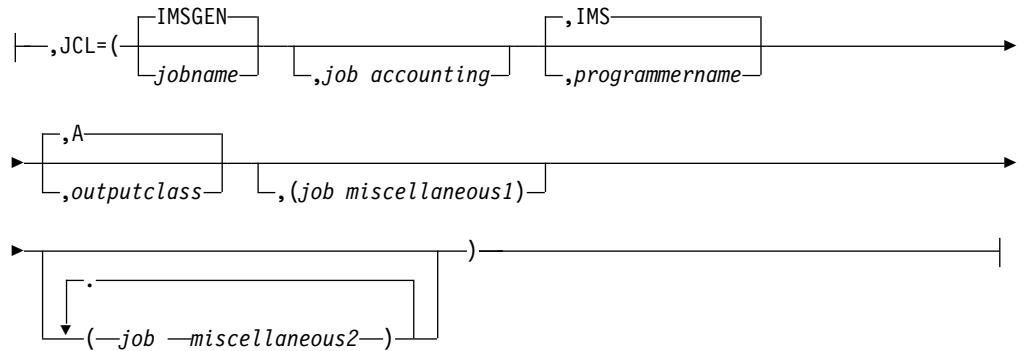 IMSGEN ,IMS
,JCL=(
jobname ,job accounting ,programmername
,A
,outputclass ,(job miscellaneous1)
)
.
(job miscellaneous2)